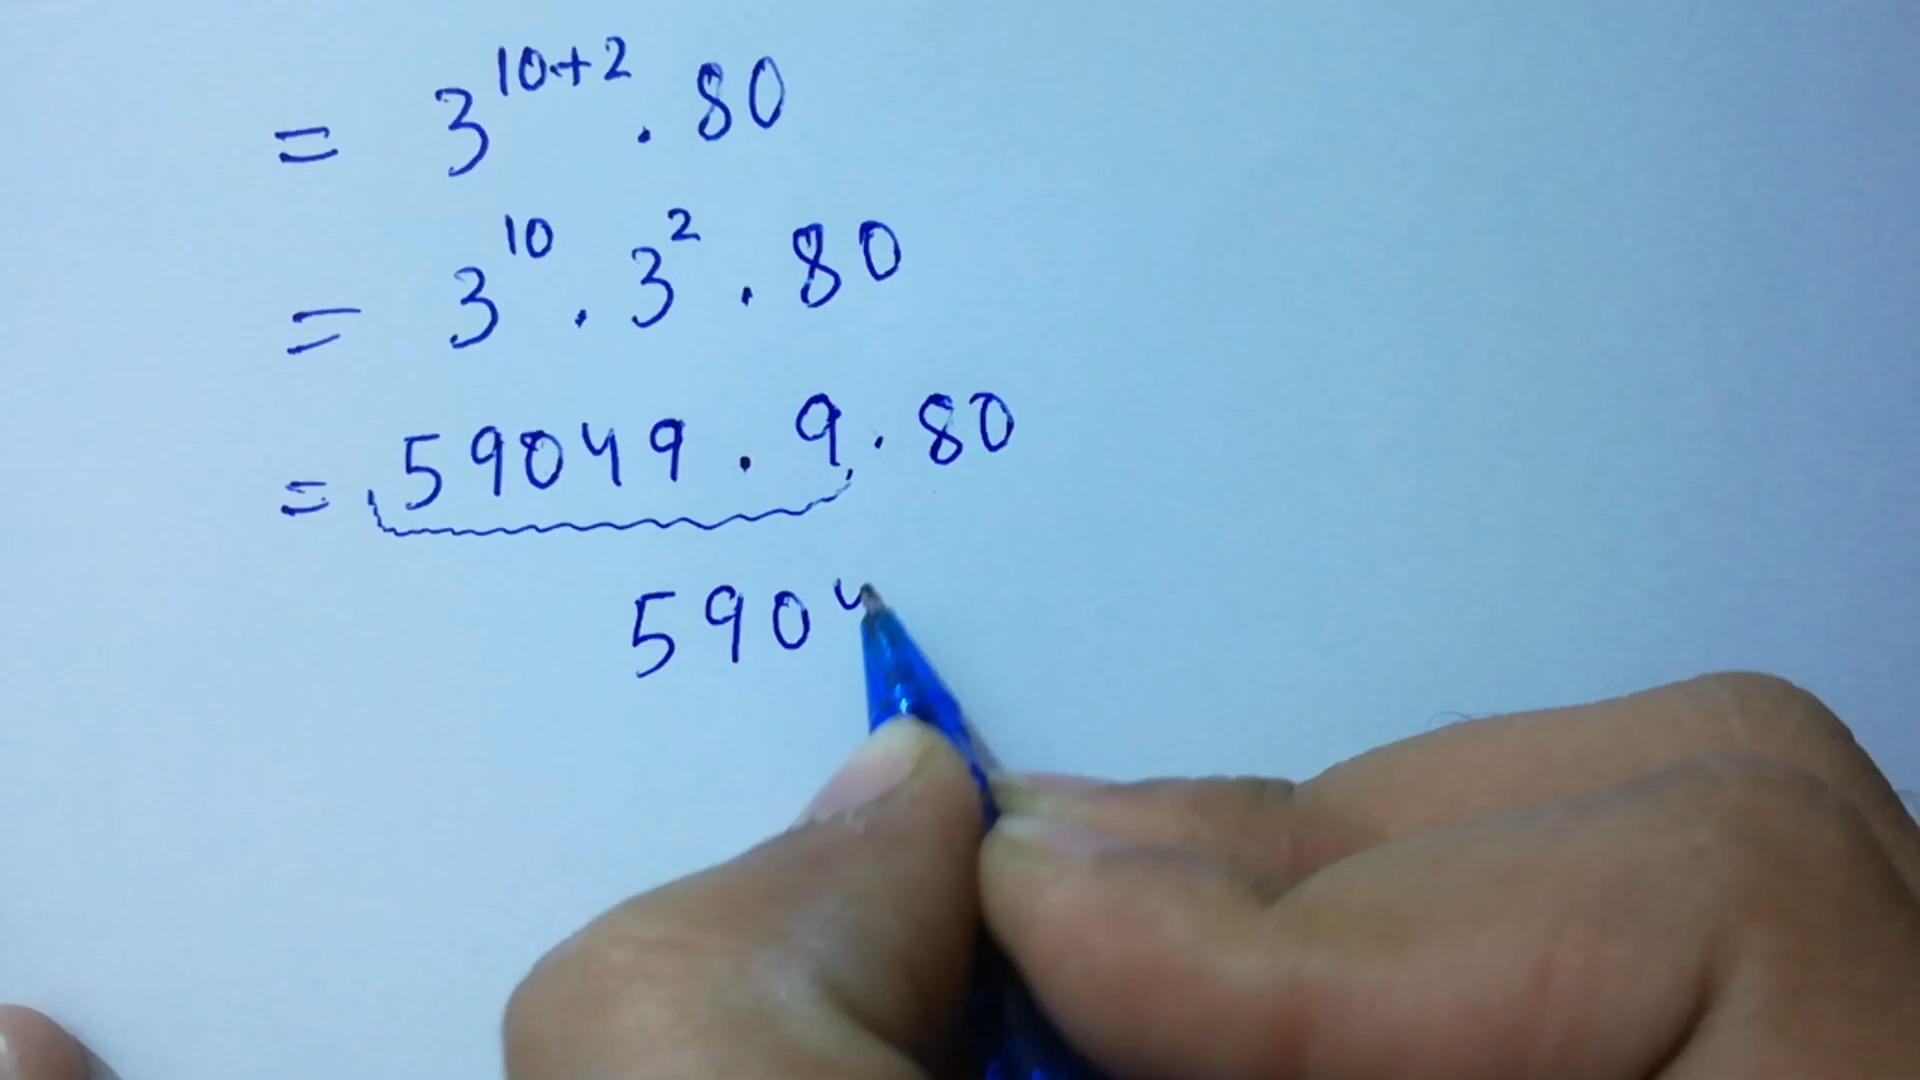 = 3^10+2 . 80
= 3^10 . 3^2 . 80
= 59049 . 9 . 80
5904